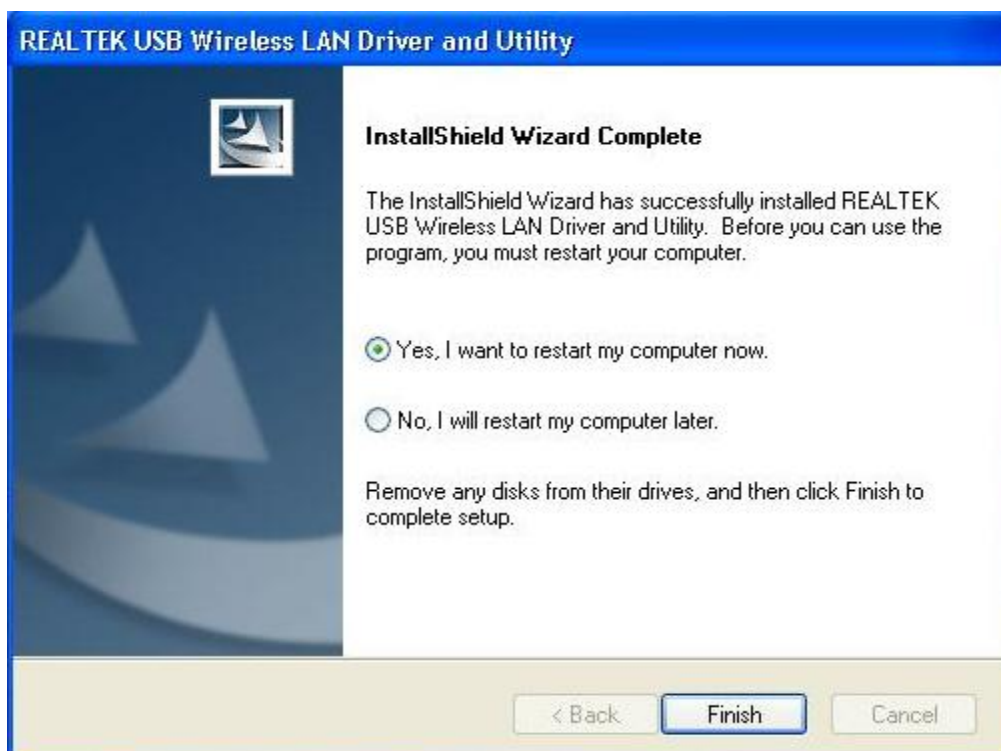 REALTEK USB Wireless LAN Driver and Utility
InstallShield Wizard Complete
The InstallShield Wizard has successfully installed REALTEK
USB Wireless LAN Driver and Utility.  Before you can use the
program, you must restart your computer.
Yes, I want to restart my computer now.
No, I will restart my computer later.
Remove any disks from their drives, and then click Finish to
complete setup.
< Back Finish Cancel